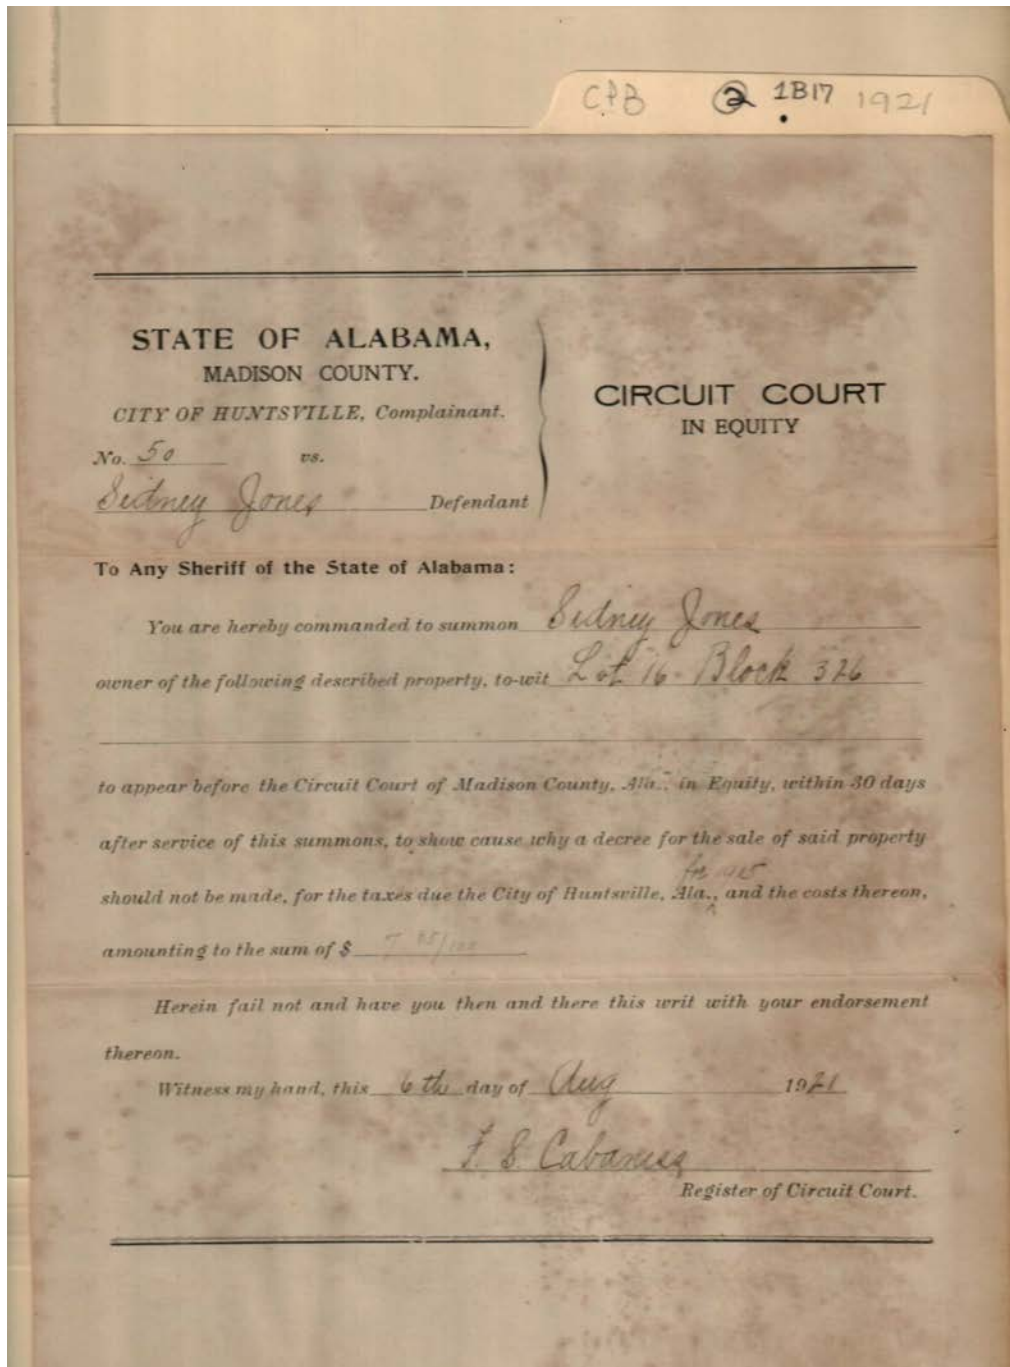 CPB ② 1B17 1921
STATE OF ALABAMA,
MADISON COUNTY.
CITY OF HUNTSVILLE, Complainant.
No. 50 vs.
Sidney Jones Defendant
CIRCUIT COURT
IN EQUITY
To Any Sheriff of the State of Alabama:
You are hereby commanded to summon Sidney Jones
owner of the following described property, to-wit Lot 16 - Block 326
to appear before the Circuit Court of Madison County, Ala., in Equity, within 30 days
after service of this summons, to show cause why a decree for the sale of said property
for
should not be made, for the taxes due the City of Huntsville, Ala., and the costs thereon,
amounting to the sum of $
Herein fail not and have you then and there this writ with your endorsement
thereon.
Witness my hand, this 6th day of Aug 1921
F. S. Cabaniss
Register of Circuit Court.